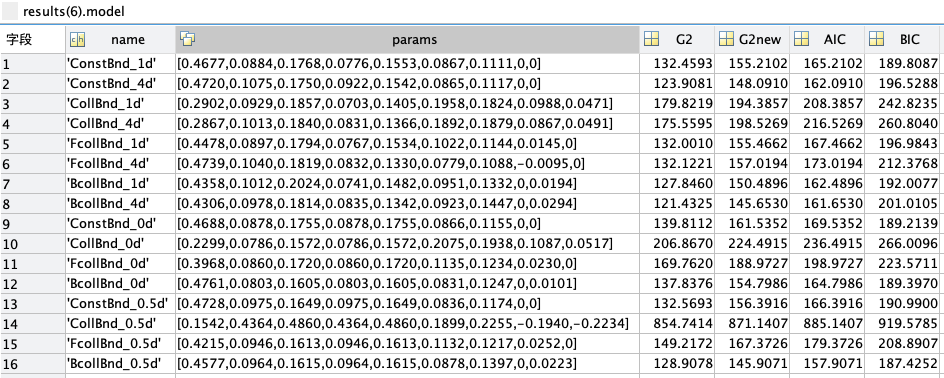 results(6).model
字段 name params G2 G2new AIC BIC
1 'ConstBnd_1d' [0.4677,0.0884,0.1768,0.0776,0.1553,0.0867,0.1111,0,0] 132.4593 155.2102 165.2102 189.8087
2 'ConstBnd_4d' [0.4720,0.1075,0.1750,0.0922,0.1542,0.0865,0.1117,0,0] 123.9081 148.0910 162.0910 196.5288
3 'CollBnd_1d' [0.2902,0.0929,0.1857,0.0703,0.1405,0.1958,0.1824,0.0988,0.0471] 179.8219 194.3857 208.3857 242.8235
4 'CollBnd_4d' [0.2867,0.1013,0.1840,0.0831,0.1366,0.1892,0.1879,0.0867,0.0491] 175.5595 198.5269 216.5269 260.8040
5 'FcollBnd_1d' [0.4478,0.0897,0.1794,0.0767,0.1534,0.1022,0.1144,0.0145,0] 132.0010 155.4662 167.4662 196.9843
6 'FcollBnd_4d' [0.4739,0.1040,0.1819,0.0832,0.1330,0.0779,0.1088,-0.0095,0] 132.1221 157.0194 173.0194 212.3768
7 'BcollBnd_1d' [0.4358,0.1012,0.2024,0.0741,0.1482,0.0951,0.1332,0,0.0194] 127.8460 150.4896 162.4896 192.0077
8 'BcollBnd_4d' [0.4306,0.0978,0.1814,0.0835,0.1342,0.0923,0.1447,0,0.0294] 121.4325 145.6530 161.6530 201.0105
9 'ConstBnd_0d' [0.4688,0.0878,0.1755,0.0878,0.1755,0.0866,0.1155,0,0] 139.8112 161.5352 169.5352 189.2139
10 'CollBnd_0d' [0.2299,0.0786,0.1572,0.0786,0.1572,0.2075,0.1938,0.1087,0.0517] 206.8670 224.4915 236.4915 266.0096
11 'FcollBnd_0d' [0.3968,0.0860,0.1720,0.0860,0.1720,0.1135,0.1234,0.0230,0] 169.7620 188.9727 198.9727 223.5711
12 'BcollBnd_0d' [0.4761,0.0803,0.1605,0.0803,0.1605,0.0831,0.1247,0,0.0101] 137.8376 154.7986 164.7986 189.3970
13 'ConstBnd_0.5d' [0.4728,0.0975,0.1649,0.0975,0.1649,0.0836,0.1174,0,0] 132.5693 156.3916 166.3916 190.9900
14 'CollBnd_0.5d' [0.1542,0.4364,0.4860,0.4364,0.4860,0.1899,0.2255,-0.1940,-0.2234] 854.7414 871.1407 885.1407 919.5785
15 'FcollBnd_0.5d' [0.4215,0.0946,0.1613,0.0946,0.1613,0.1132,0.1217,0.0252,0] 149.2172 167.3726 179.3726 208.8907
16 'BcollBnd_0.5d' [0.4577,0.0964,0.1615,0.0964,0.1615,0.0878,0.1397,0,0.0223] 128.9078 145.9071 157.9071 187.4252